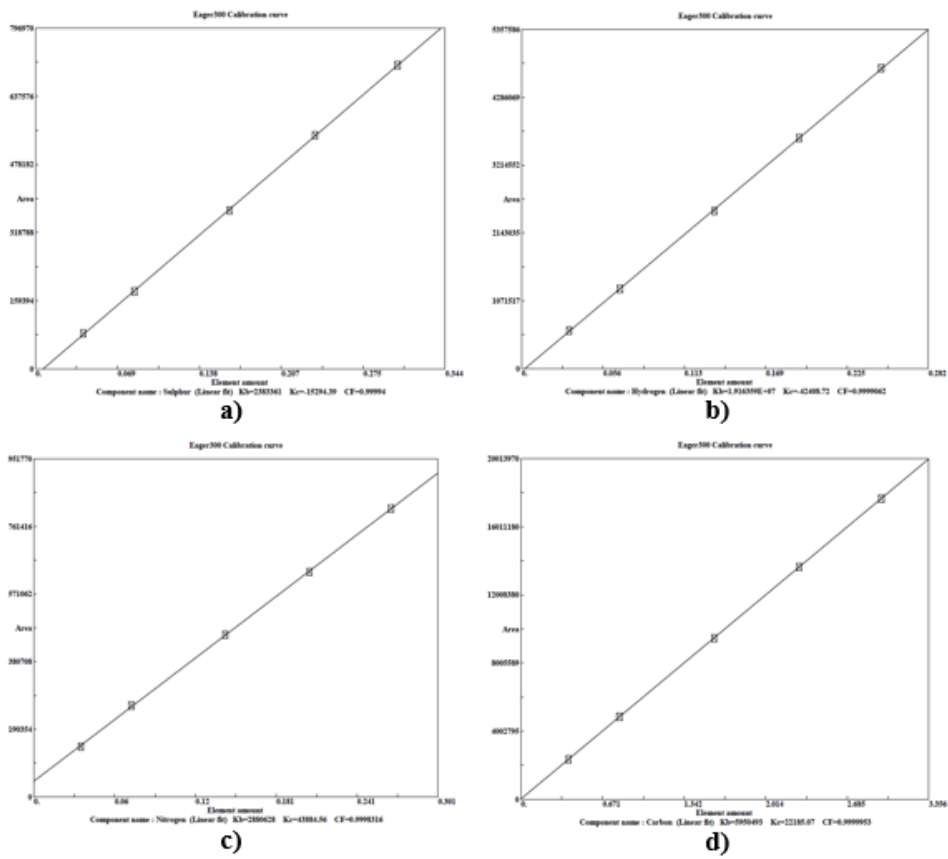 Eager300 Calibration curve
796970
637576
478182
Area
318788
159394
0.
0. 0.069 0.138 0.207 0.275 0.344
Element amount
Component name : Sulphur (Linear fit) Kb=2383361 Kc=-15294.39 CF=0.99994
a)
Eager300 Calibration curve
5357586
4286069
3214552
Area
2143035
1071517
0
0. 0.056 0.113 0.169 0.225 0.282
Element amount
Component name : Hydrogen (Linear fit) Kb=1.916359E+07 Kc=-42408.72 CF=0.9999062
b)
Eager300 Calibration curve
951770
761416
571062
Area
380708
190354
0
0. 0.06 0.12 0.181 0.241 0.301
Element amount
Component name : Nitrogen (Linear fit) Kb=2880628 Kc=43884.56 CF=0.9998316
c)
Eager300 Calibration curve
20013970
16011180
12008380
Area
8005589
4002795
0
0. 0.671 1.342 2.014 2.685 3.356
Element amount
Component name : Carbon (Linear fit) Kb=5950493 Kc=22185.07 CF=0.9999953
d)